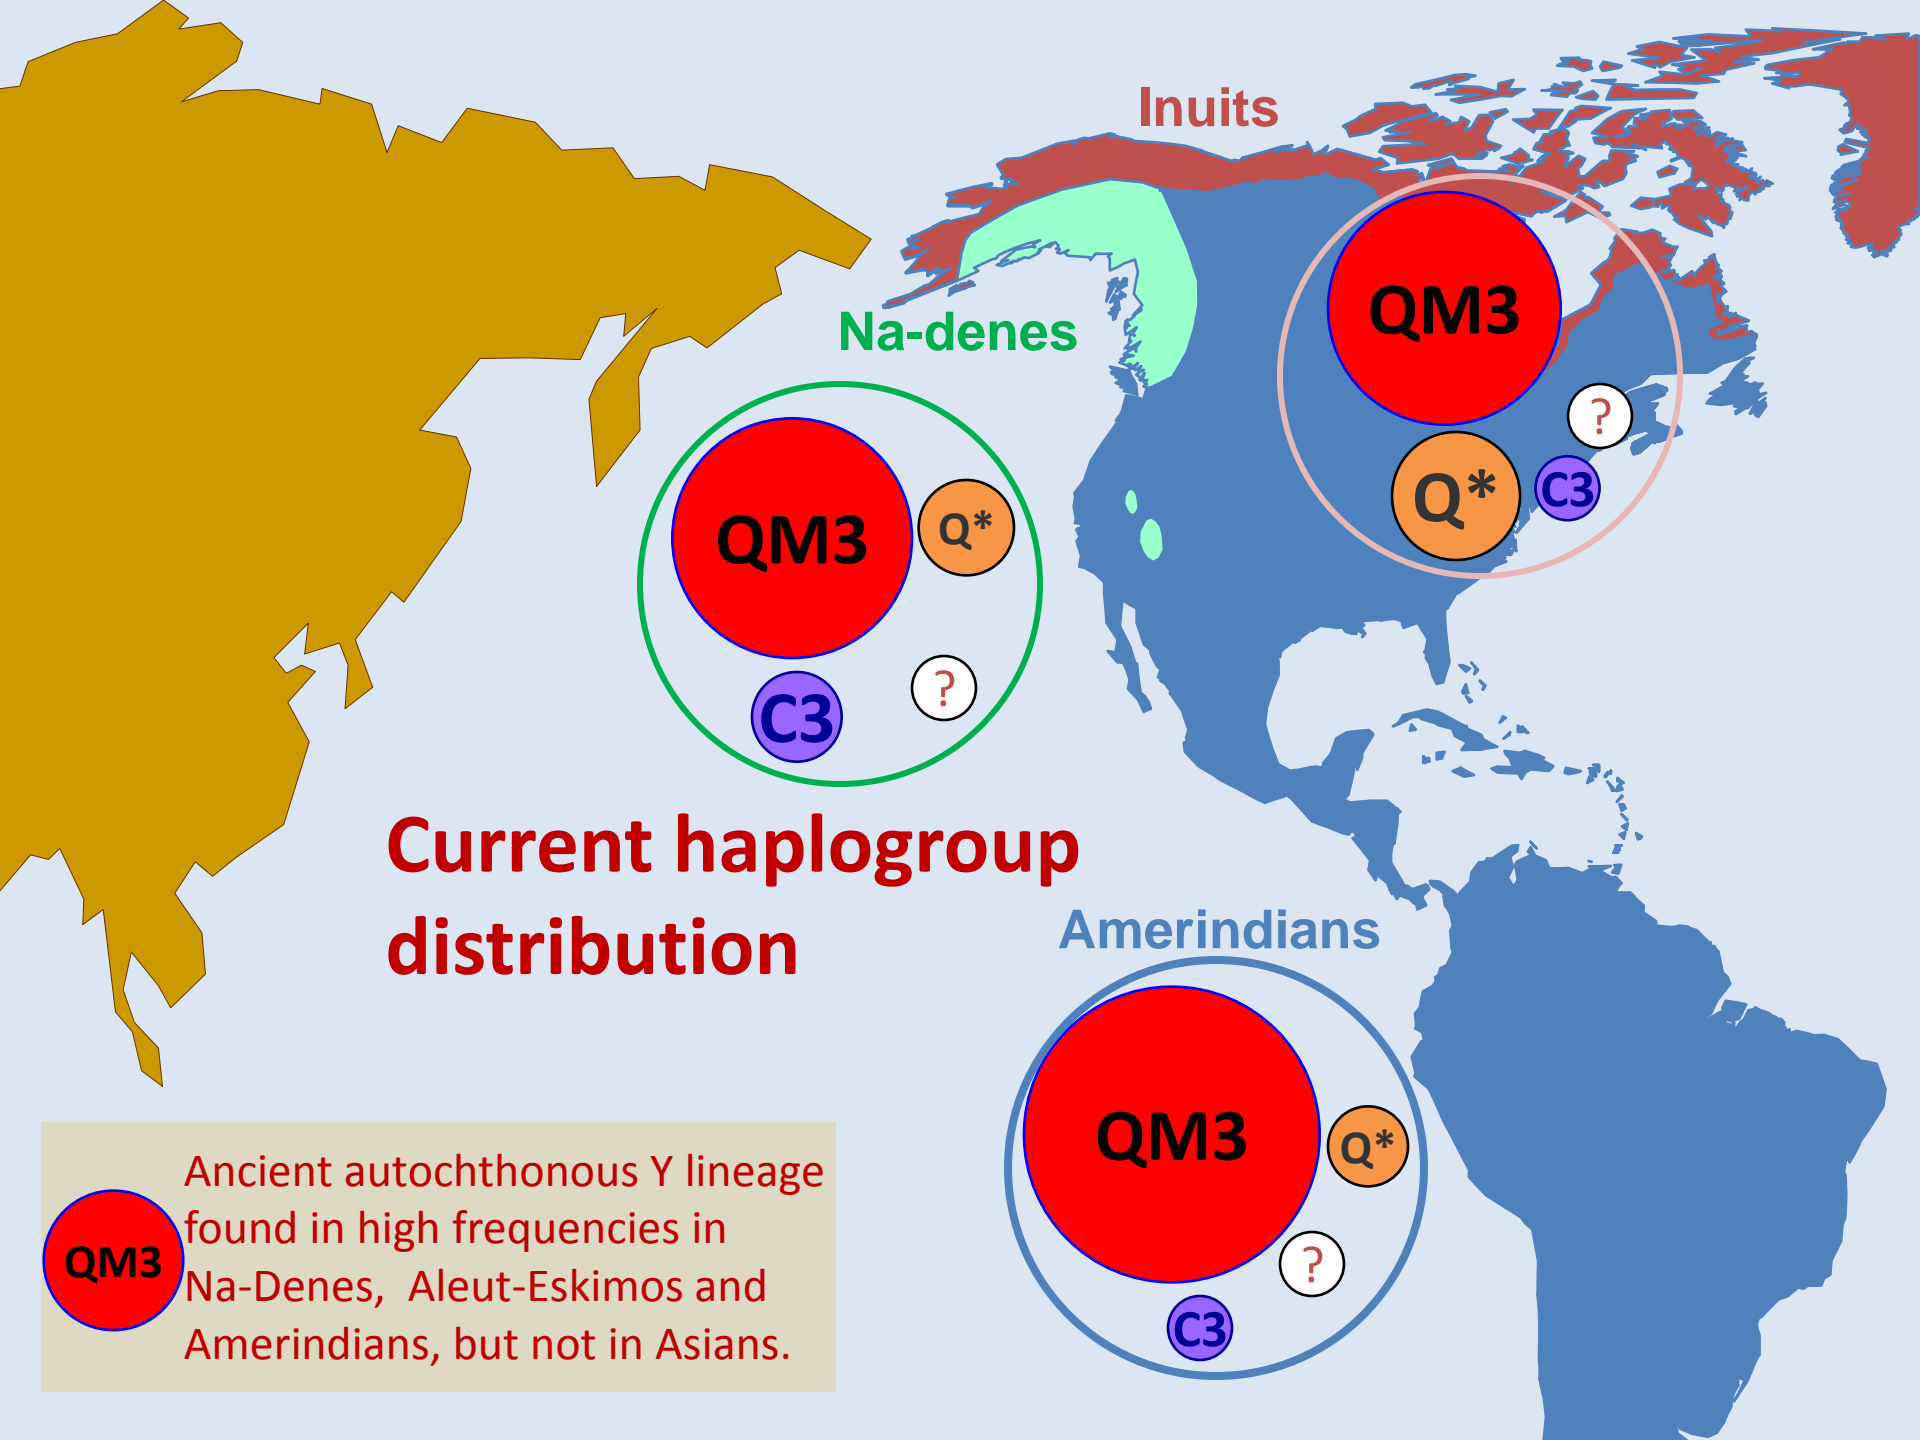 Inuits
QM3
?
Q*
C3
Na-denes
QM3
Q*
?
C3
Current haplogroup
distribution
Amerindians
QM3
Q*
?
C3
QM3
Ancient autochthonous Y lineage
found in high frequencies in
Na-Denes,  Aleut-Eskimos and
Amerindians, but not in Asians.